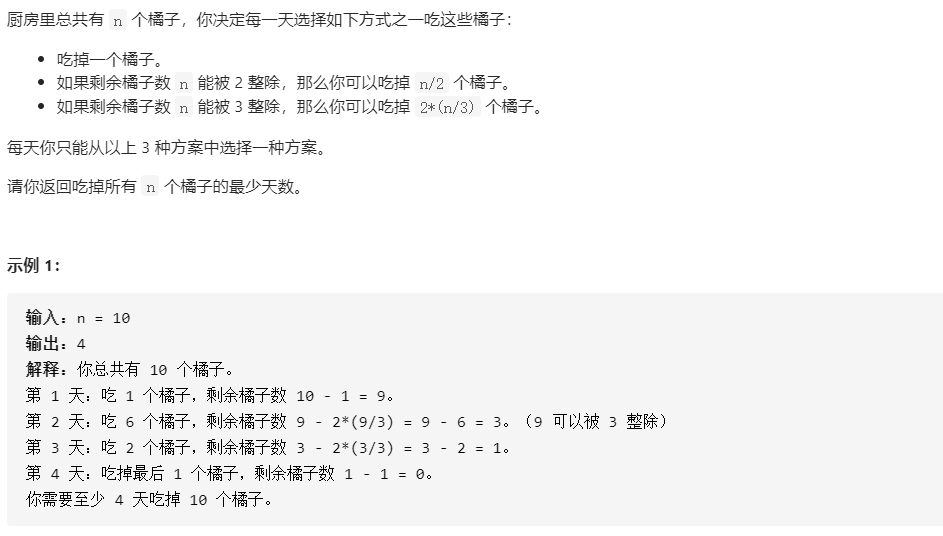 厨房里总共有 n 个橘子，你决定每一天选择如下方式之一吃这些橘子：
吃掉一个橘子。
如果剩余橘子数 n 能被 2 整除，那么你可以吃掉 n/2 个橘子。
如果剩余橘子数 n 能被 3 整除，那么你可以吃掉 2*(n/3) 个橘子。
每天你只能从以上 3 种方案中选择一种方案。
请你返回吃掉所有 n 个橘子的最少天数。
示例 1：
输入：n = 10
输出：4
解释：你总共有 10 个橘子。
第 1 天：吃 1 个橘子，剩余橘子数 10 - 1 = 9。
第 2 天：吃 6 个橘子，剩余橘子数 9 - 2*(9/3) = 9 - 6 = 3。（9 可以被 3 整除）
第 3 天：吃 2 个橘子，剩余橘子数 3 - 2*(3/3) = 3 - 2 = 1。
第 4 天：吃掉最后 1 个橘子，剩余橘子数 1 - 1 = 0。
你需要至少 4 天吃掉 10 个橘子。